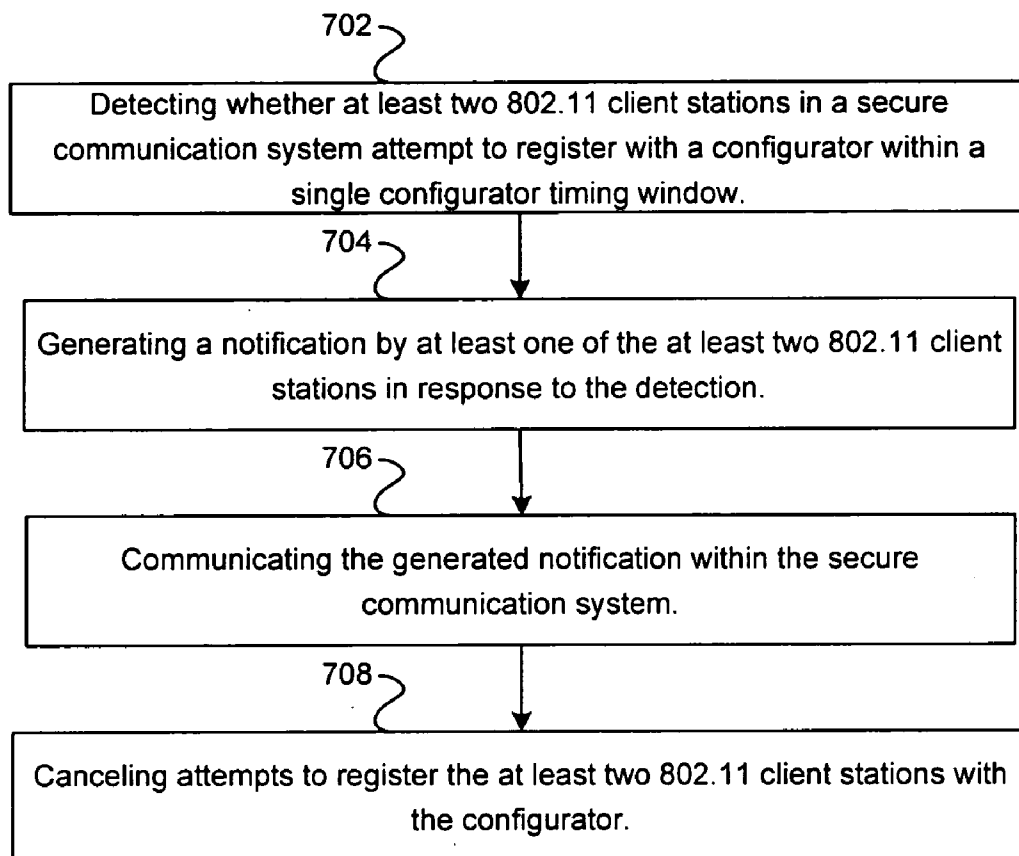 702
Detecting whether at least two 802.11 client stations in a secure
communication system attempt to register with a configurator within a
single configurator timing window.
704
Generating a notification by at least one of the at least two 802.11 client
stations in response to the detection.
706
Communicating the generated notification within the secure
communication system.
708
Canceling attempts to register the at least two 802.11 client stations with
the configurator.